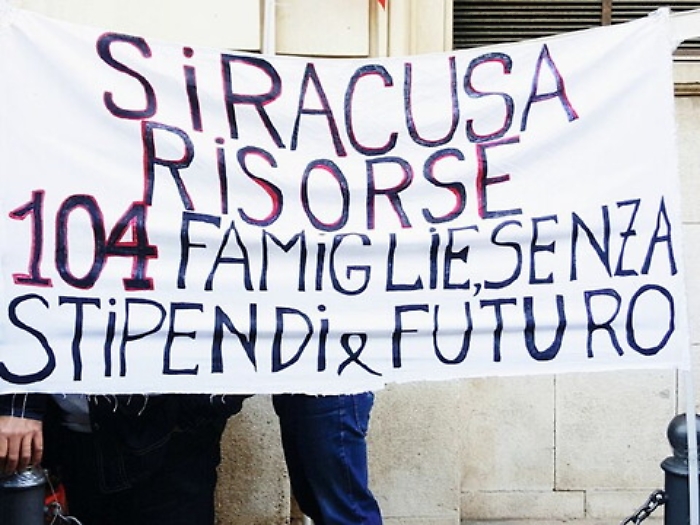 SiRACUSA
RiSORSE
104 FAMiGLiE, SENZA
STiPENDi & FUTURO